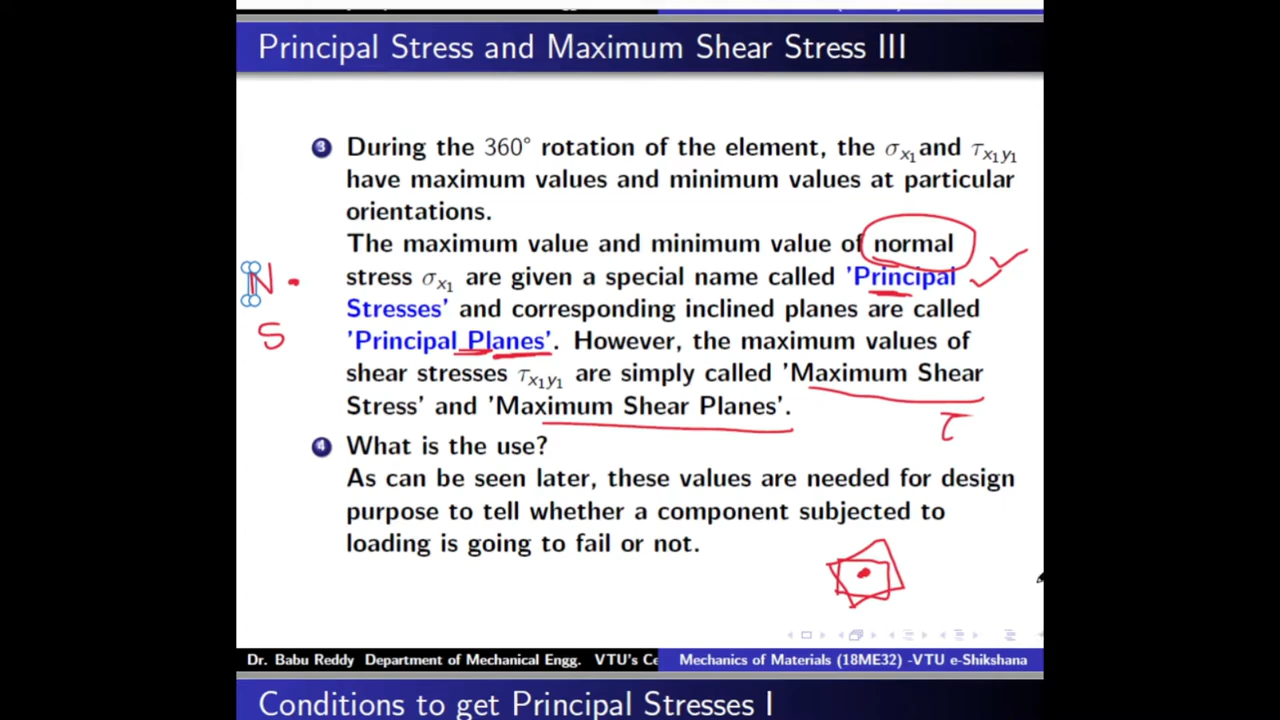 Principal Stress and Maximum Shear Stress III
3 During the 360° rotation of the element, the σx1 and τx1y1
have maximum values and minimum values at particular
orientations.
The maximum value and minimum value of normal
stress σx1 are given a special name called 'Principal
Stresses' and corresponding inclined planes are called
'Principal Planes'. However, the maximum values of
shear stresses τx1y1 are simply called 'Maximum Shear
Stress' and 'Maximum Shear Planes'.
N
S
τ
4 What is the use?
As can be seen later, these values are needed for design
purpose to tell whether a component subjected to
loading is going to fail or not.
Dr. Babu Reddy Department of Mechanical Engg. VTU's Ce
Mechanics of Materials (18ME32) -VTU e-Shikshana
Conditions to get Principal Stresses I